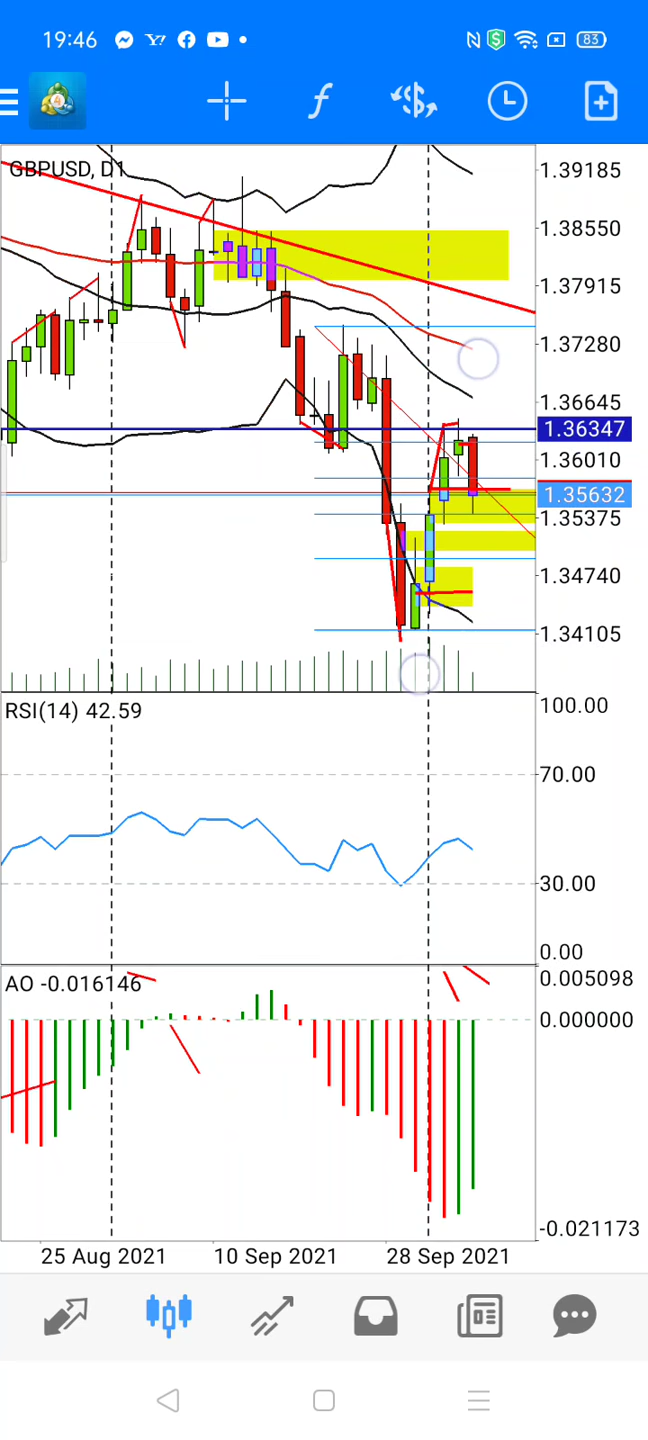 19:46
Y!
83
4
f
$
GBPUSD, D1
1.39185
1.38550
1.37915
1.37280
1.36645
1.36347
1.36010
1.35632
1.35375
1.34740
1.34105
RSI(14) 42.59
100.00
70.00
30.00
0.00
AO -0.016146
0.005098
0.000000
-0.021173
25 Aug 2021
10 Sep 2021
28 Sep 2021